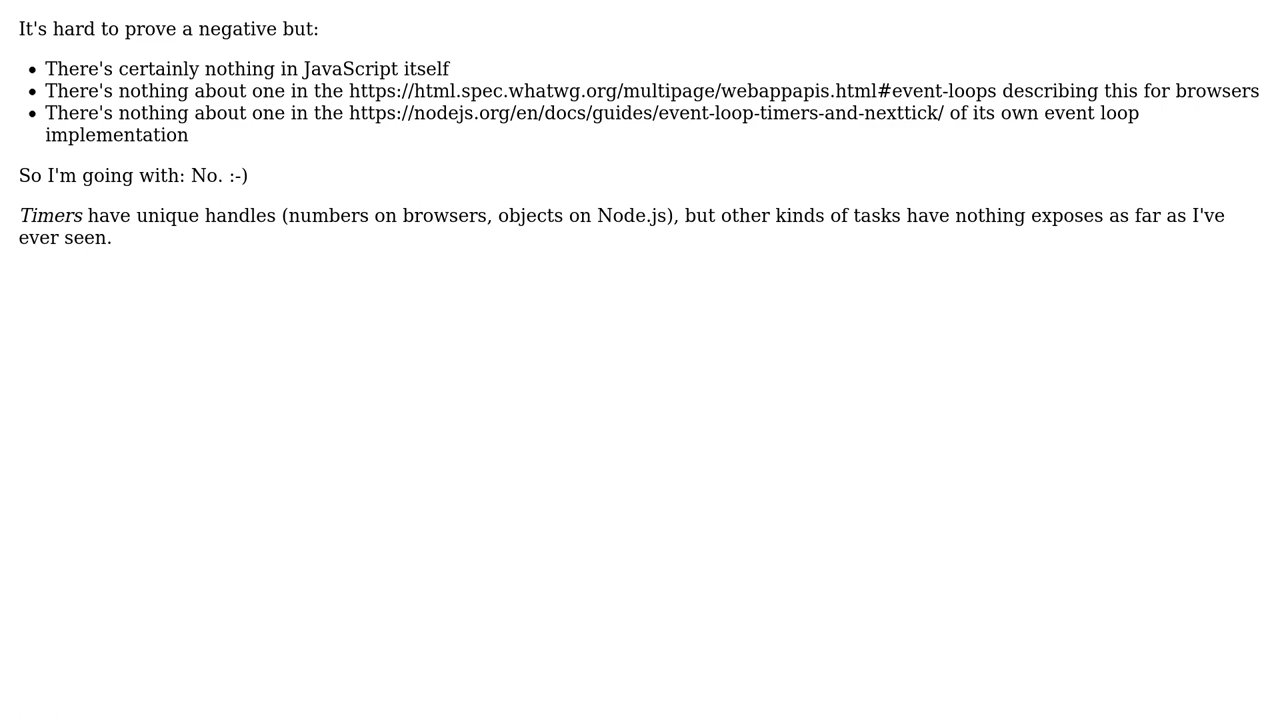 It's hard to prove a negative but:
• There's certainly nothing in JavaScript itself
• There's nothing about one in the https://html.spec.whatwg.org/multipage/webappapis.html#event-loops describing this for browsers
• There's nothing about one in the https://nodejs.org/en/docs/guides/event-loop-timers-and-nexttick/ of its own event loop
implementation
So I'm going with: No. :-)
Timers have unique handles (numbers on browsers, objects on Node.js), but other kinds of tasks have nothing exposes as far as I've
ever seen.